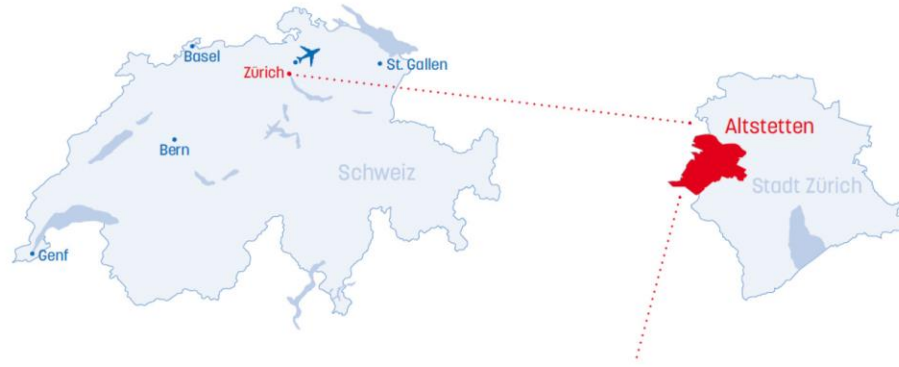 Basel
Zürich
St. Gallen
Bern
Schweiz
Genf
Altstetten
Stadt Zürich